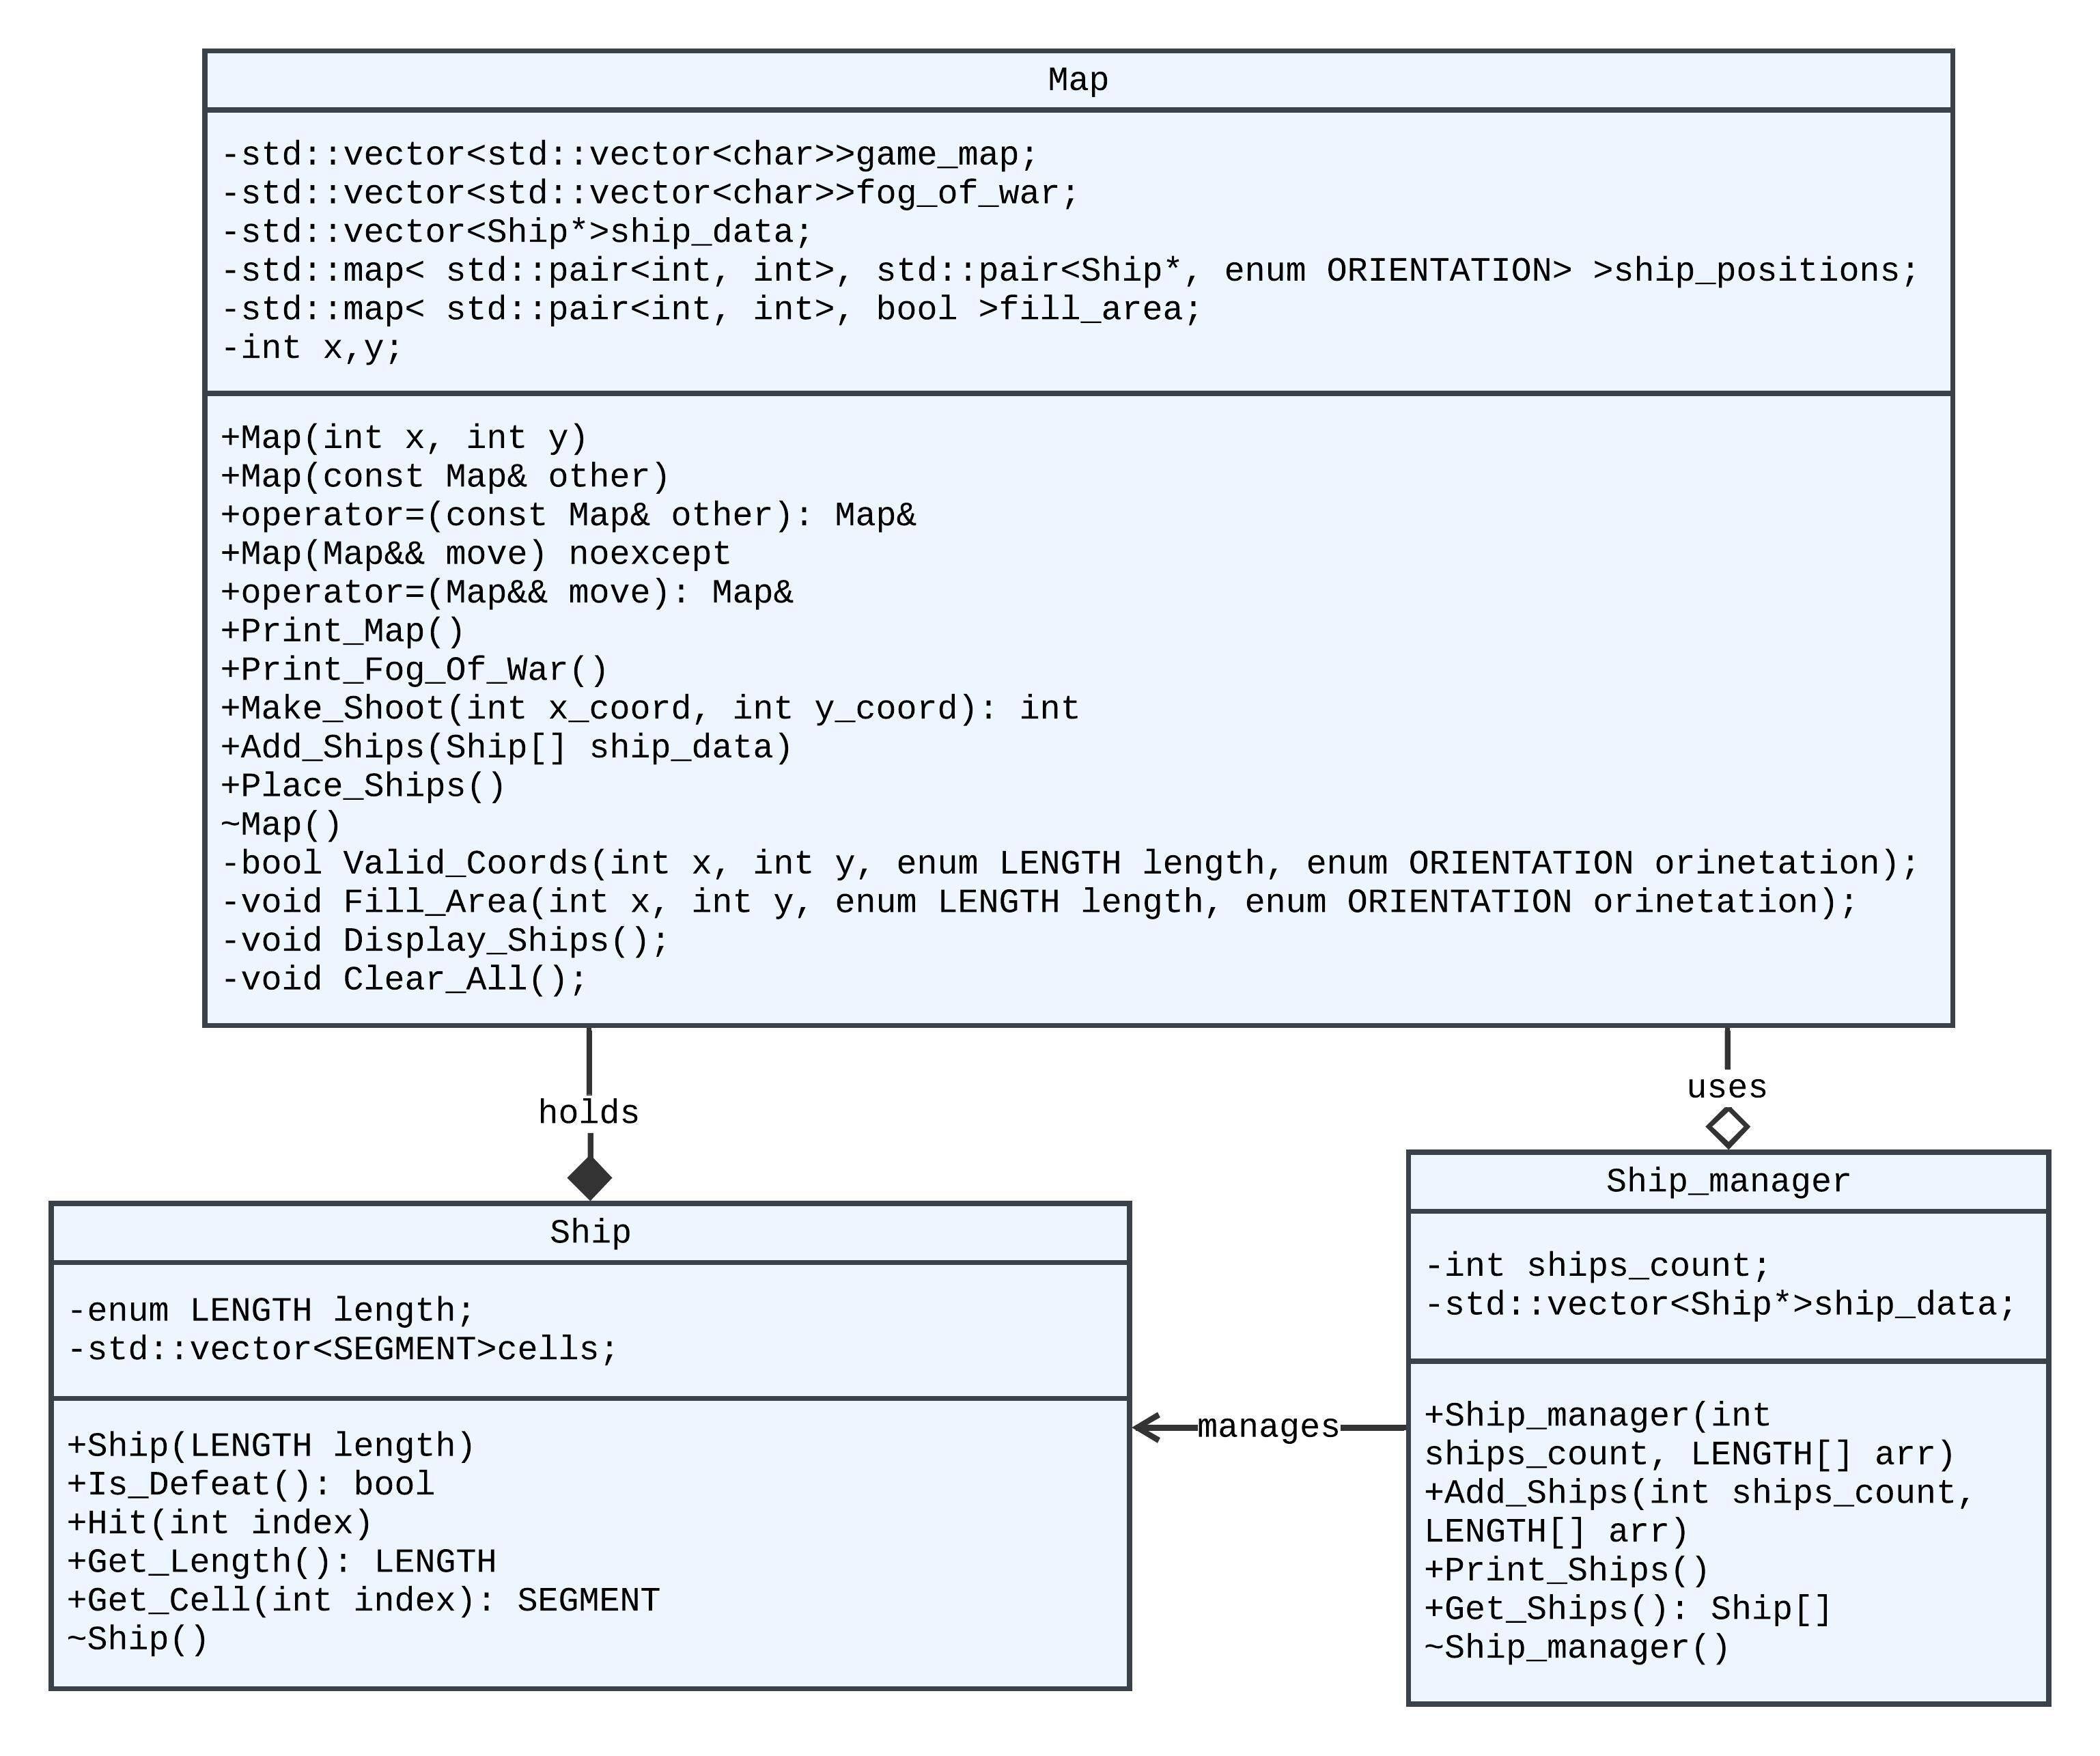 Map
-std::vector<std::vector<char>>game_map;
-std::vector<std::vector<char>>fog_of_war;
-std::vector<Ship*>ship_data;
-std::map< std::pair<int, int>, std::pair<Ship*, enum ORIENTATION> >ship_positions;
-std::map< std::pair<int, int>, bool >fill_area;
-int x,y;
+Map(int x, int y)
+Map(const Map& other)
+operator=(const Map& other): Map&
+Map(Map&& move) noexcept
+operator=(Map&& move): Map&
+Print_Map()
+Print_Fog_Of_War()
+Make_Shoot(int x_coord, int y_coord): int
+Add_Ships(Ship[] ship_data)
+Place_Ships()
~Map()
-bool Valid_Coords(int x, int y, enum LENGTH length, enum ORIENTATION orinetation);
-void Fill_Area(int x, int y, enum LENGTH length, enum ORIENTATION orinetation);
-void Display_Ships();
-void Clear_All();
holds
uses
Ship
-enum LENGTH length;
-std::vector<SEGMENT>cells;
+Ship(LENGTH length)
+Is_Defeat(): bool
+Hit(int index)
+Get_Length(): LENGTH
+Get_Cell(int index): SEGMENT
~Ship()
manages
Ship_manager
-int ships_count;
-std::vector<Ship*>ship_data;
+Ship_manager(int
ships_count, LENGTH[] arr)
+Add_Ships(int ships_count,
LENGTH[] arr)
+Print_Ships()
+Get_Ships(): Ship[]
~Ship_manager()